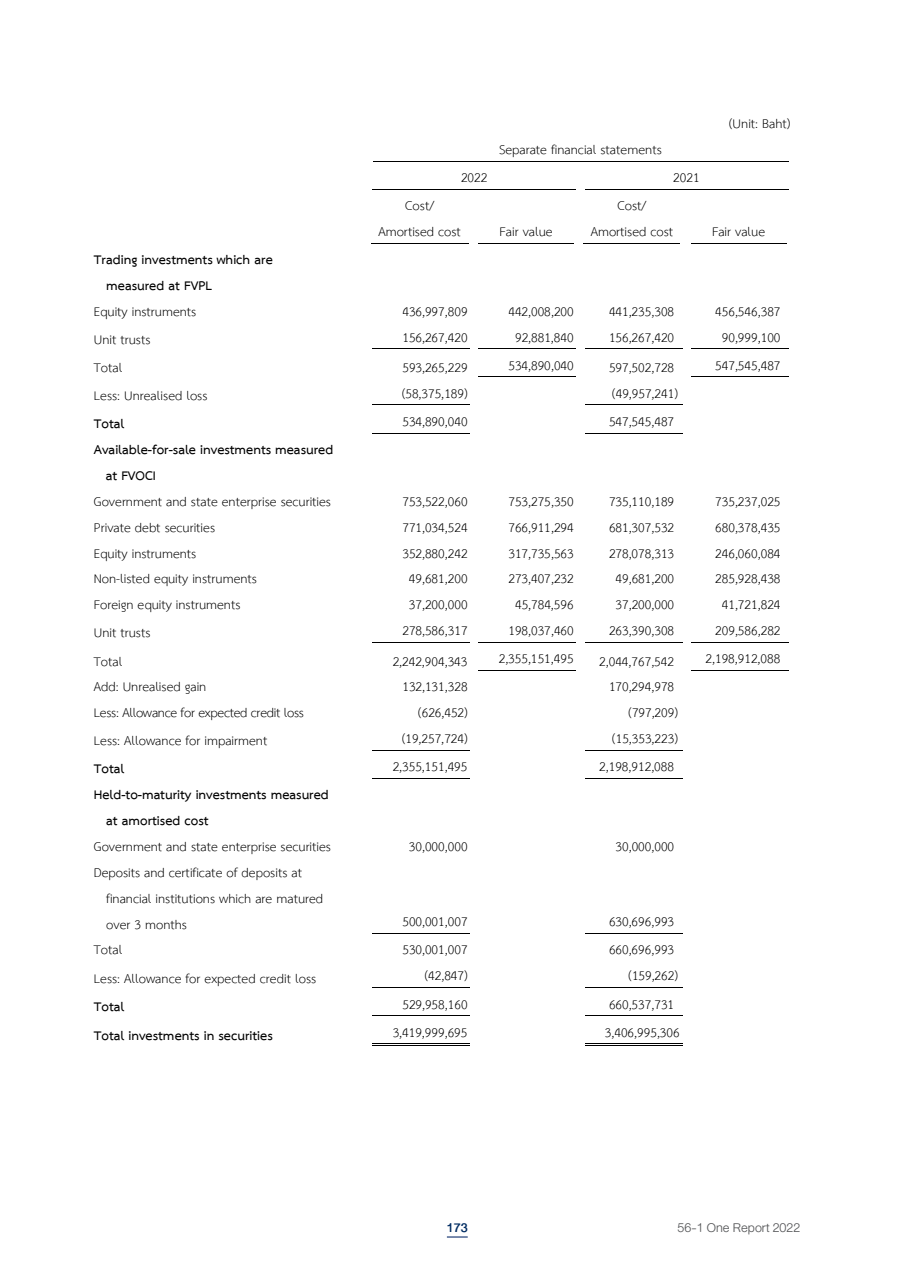 (Unit: Baht)
Separate financial statements
2022 2021
Cost/ Cost/
Amortised cost Fair value Amortised cost Fair value
Trading investments which are
measured at FVPL
Equity instruments 436,997,809 442,008,200 441,235,308 456,546,387
Unit trusts 156,267,420 92,881,840 156,267,420 90,999,100
Total 593,265,229 534,890,040 597,502,728 547,545,487
Less: Unrealised loss (58,375,189) (49,957,241)
Total 534,890,040 547,545,487
Available-for-sale investments measured
at FVOCI
Government and state enterprise securities 753,522,060 753,275,350 735,110,189 735,237,025
Private debt securities 771,034,524 766,911,294 681,307,532 680,378,435
Equity instruments 352,880,242 317,735,563 278,078,313 246,060,084
Non-listed equity instruments 49,681,200 273,407,232 49,681,200 285,928,438
Foreign equity instruments 37,200,000 45,784,596 37,200,000 41,721,824
Unit trusts 278,586,317 198,037,460 263,390,308 209,586,282
Total 2,242,904,343 2,355,151,495 2,044,767,542 2,198,912,088
Add: Unrealised gain 132,131,328 170,294,978
Less: Allowance for expected credit loss (626,452) (797,209)
Less: Allowance for impairment (19,257,724) (15,353,223)
Total 2,355,151,495 2,198,912,088
Held-to-maturity investments measured
at amortised cost
Government and state enterprise securities 30,000,000 30,000,000
Deposits and certificate of deposits at
financial institutions which are matured
over 3 months 500,001,007 630,696,993
Total 530,001,007 660,696,993
Less: Allowance for expected credit loss (42,847) (159,262)
Total 529,958,160 660,537,731
Total investments in securities 3,419,999,695 3,406,995,306
173 56-1 One Report 2022